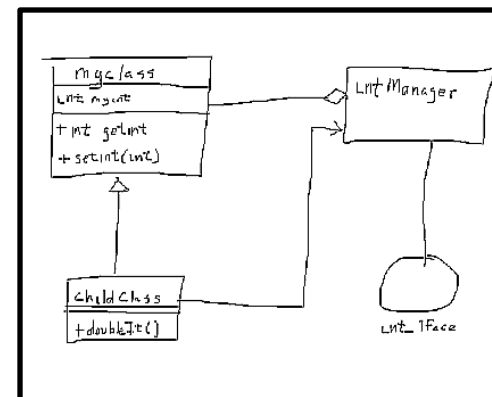 myclass
int myint
+ int getint
+ setint(int)
intManager
childClass
+doubleIt()
int_IFace